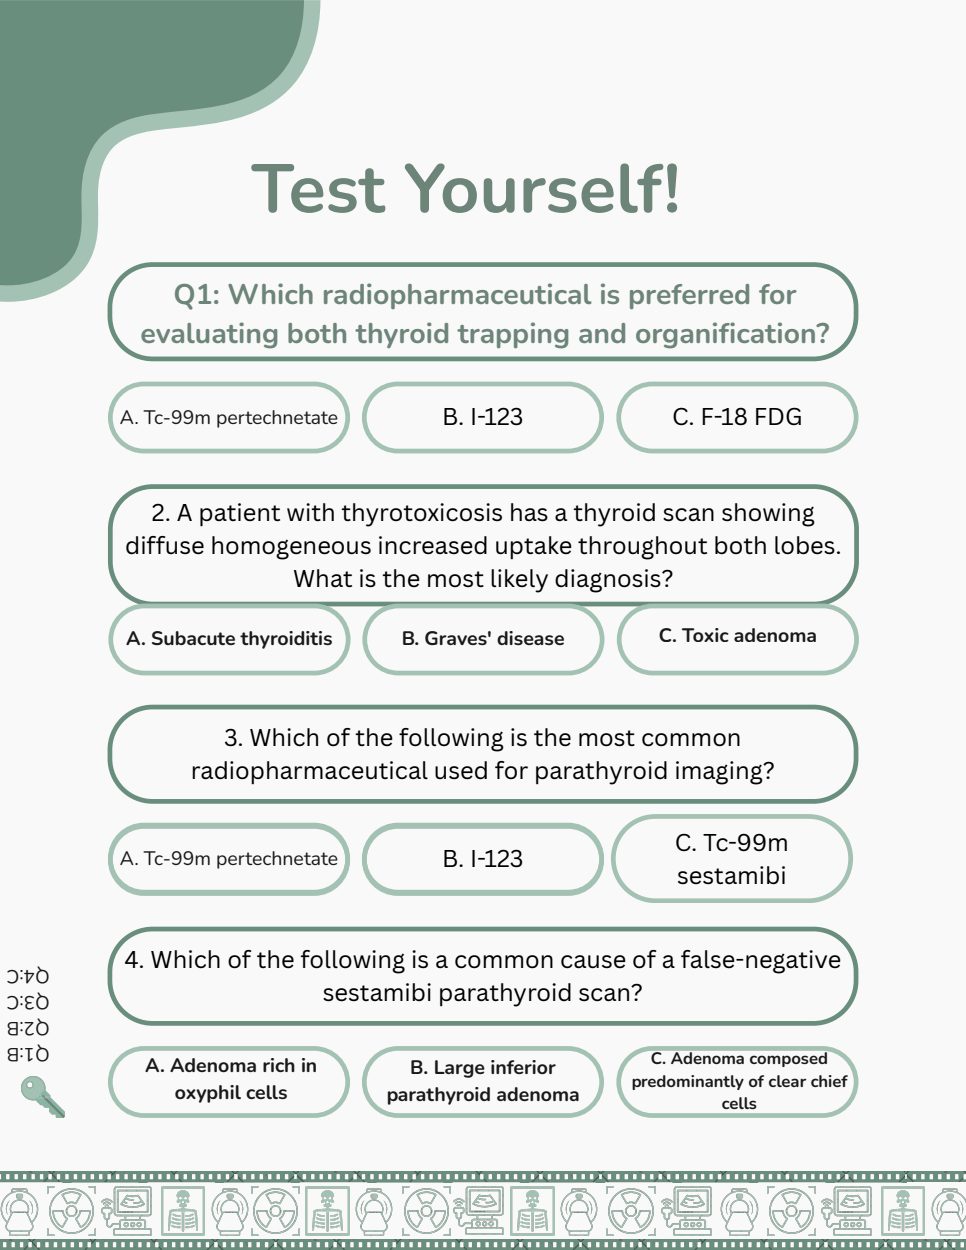 Test Yourself!
Q1: Which radiopharmaceutical is preferred for
evaluating both thyroid trapping and organification?
A. Tc-99m pertechnetate
B. I-123
C. F-18 FDG
2. A patient with thyrotoxicosis has a thyroid scan showing
diffuse homogeneous increased uptake throughout both lobes.
What is the most likely diagnosis?
A. Subacute thyroiditis
B. Graves' disease
C. Toxic adenoma
3. Which of the following is the most common
radiopharmaceutical used for parathyroid imaging?
A. Tc-99m pertechnetate
B. I-123
C. Tc-99m
sestamibi
4. Which of the following is a common cause of a false-negative
sestamibi parathyroid scan?
A. Adenoma rich in
oxyphil cells
B. Large inferior
parathyroid adenoma
C. Adenoma composed
predominantly of clear chief
cells
Q1:B
Q2:B
Q3:C
Q4:C